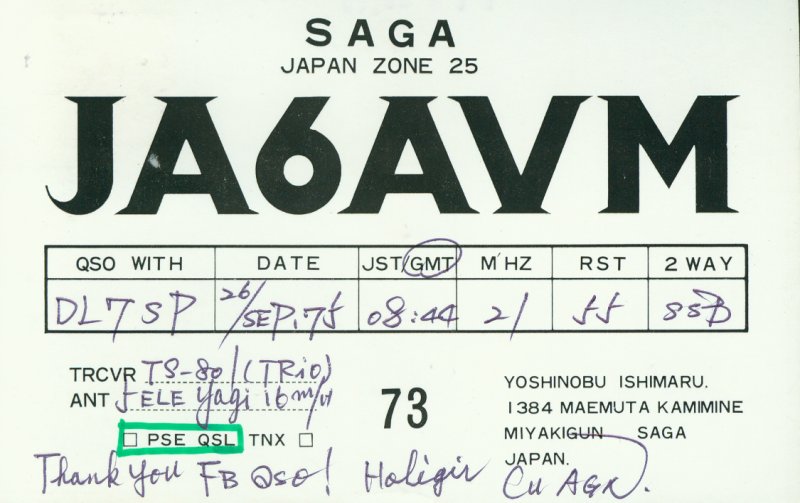 SAGA
JAPAN ZONE 25
JA6AVM
QSO WITH DATE JST/GMT M'HZ RST 2 WAY
DL7SP 26/SEP.75 08:44 21 55 SSB
TRCVR TS-801 (TRIO)
ANT 5ELE Yagi 16m/H
73
YOSHINOBU ISHIMARU.
1384 MAEMUTA KAMIMINE
MIYAKIGUN SAGA
JAPAN.
□ PSE QSL TNX □
Thank you FB QSO! Cu AGN.